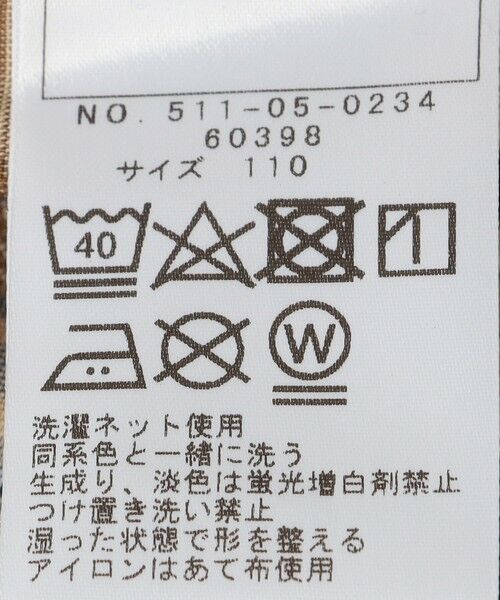 NO. 511-05-0234
60398
サイズ 110
40
W
洗濯ネット使用
同系色と一緒に洗う
生成り、淡色は蛍光増白剤禁止
つけ置き洗い禁止
湿った状態で形を整える
アイロンはあて布使用